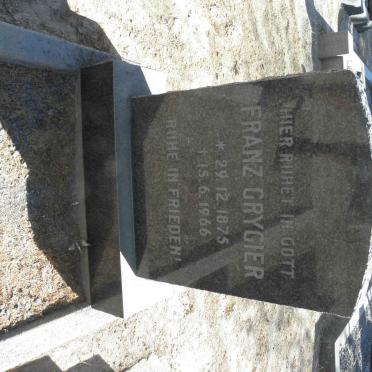 HIER RUHET IN GOTT
FRANZ GRYGIER
* 29.12.1875
† 15.6.1966
RUHE IN FRIEDEN!